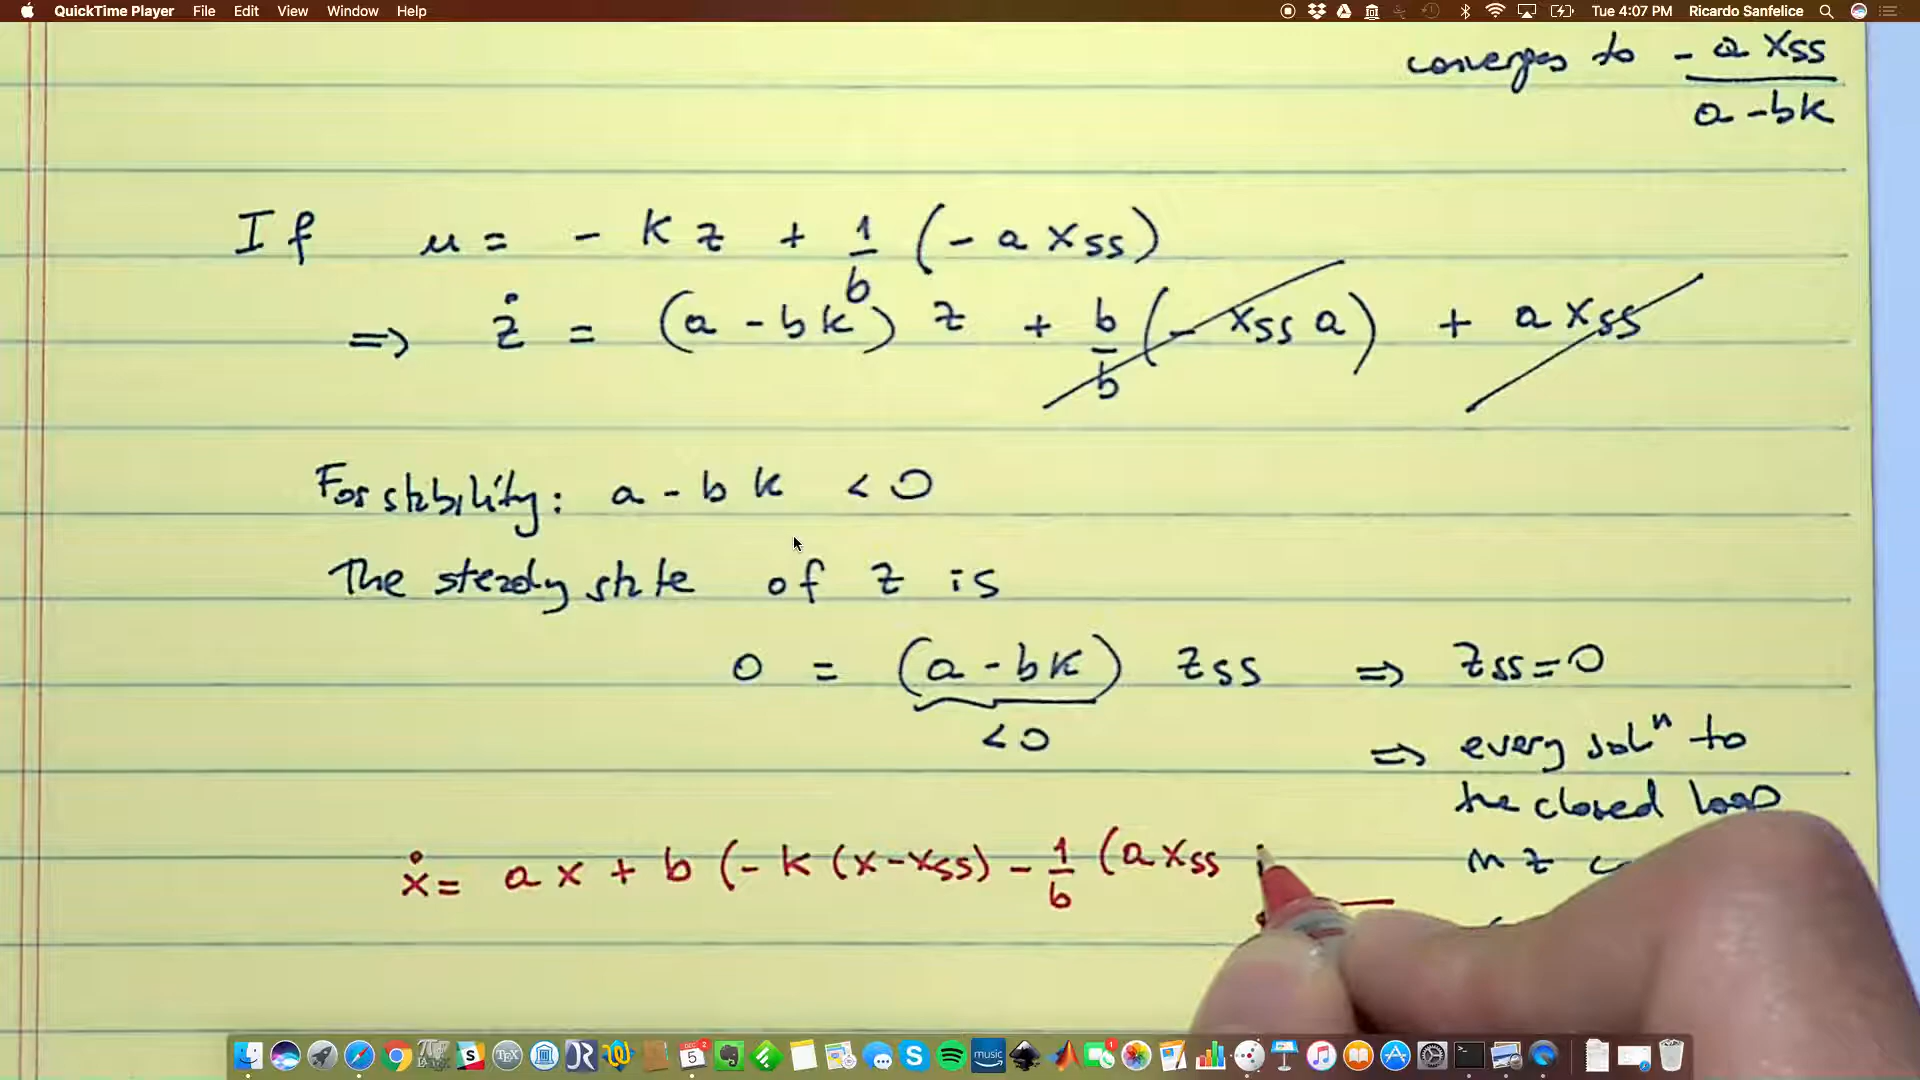 QuickTime Player File Edit View Window Help Tue 4:07 PM Ricardo Sanfelice
converges to - a xss / a - bk
If u = - K z + 1/b (- a xss)
⇒ ż = (a - bk) z + b/b (- xss a) + a xss
For stability: a - b k < 0
The steady state of z is
0 = (a - bk) zss ⇒ zss = 0
< 0
⇒ every solⁿ to
the closed loop
ẋ = a x + b (- k (x - xss) - 1/b (a xss
in z